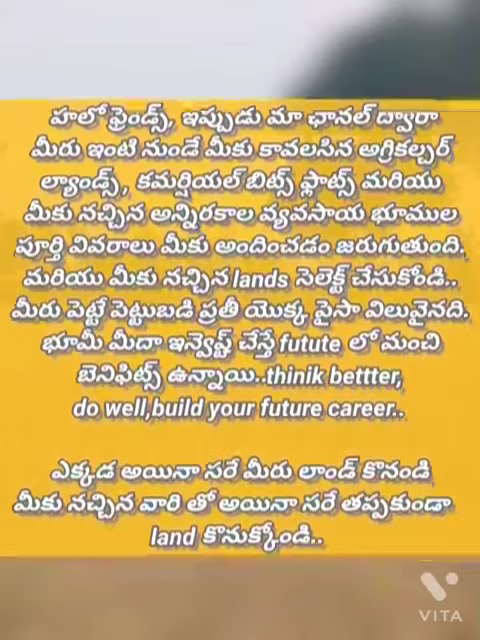 హలో ఫ్రెండ్స్, ఇప్పుడు మా ఛానల్ ద్వారా
మీరు ఇంటి నుండే మీకు కావలసిన అగ్రికల్చర్
ల్యాండ్స్, కమర్షియల్ బిట్స్ ఫ్లాట్స్ మరియు
మీకు నచ్చిన అన్నిరకాల వ్యవసాయ భూముల
పూర్తి వివరాలు మీకు అందించడం జరుగుతుంది.
మరియు మీకు నచ్చిన lands సెలెక్ట్ చేసుకోండి..
మీరు పెట్టే పెట్టుబడి ప్రతీ యొక్క పైసా విలువైనది.
భూమీ మీదా ఇన్వెస్ట్ చేస్తే futute లో మంచి
బెనిఫిట్స్ ఉన్నాయి..thinik bettter,
do well,build your future career..
ఎక్కడ అయినా సరే మీరు లాండ్ కొనండి
మీకు నచ్చిన వారి తో అయినా సరే తప్పకుండా
land కొనుక్కోండి..
VITA